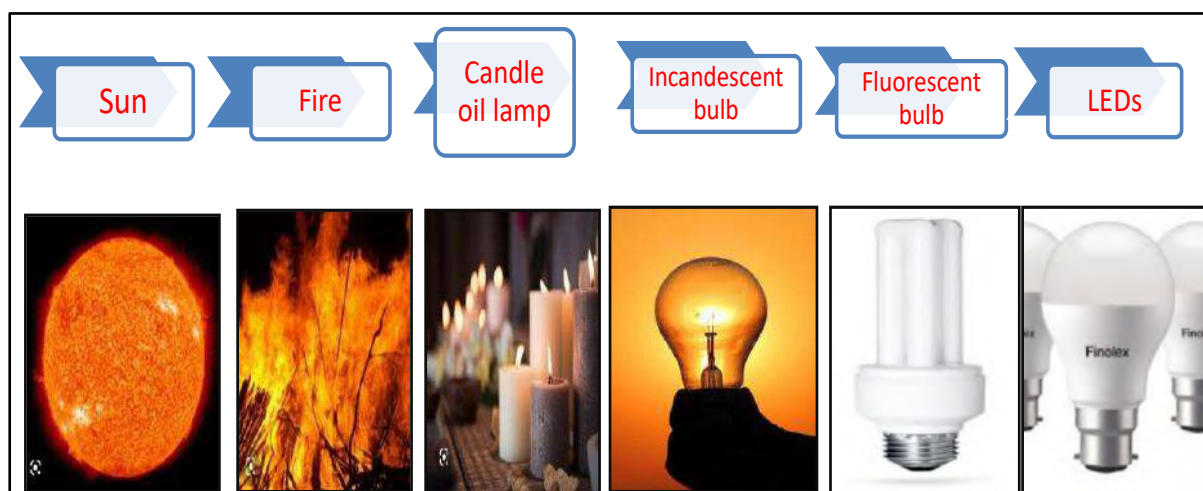 Sun
Fire
Candle
oil lamp
Incandescent
bulb
Fluorescent
bulb
LEDs
Finolex